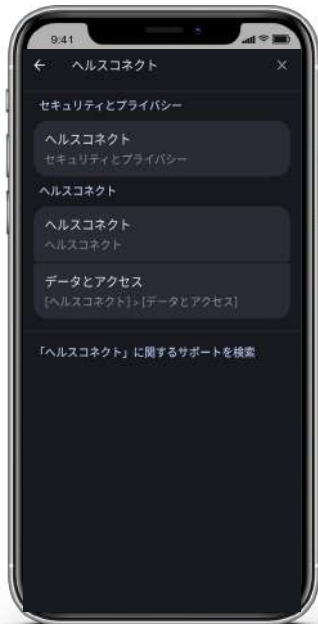 9:41
ヘルスコネクト
セキュリティとプライバシー
ヘルスコネクト
セキュリティとプライバシー
ヘルスコネクト
ヘルスコネクト
ヘルスコネクト
データとアクセス
[ヘルスコネクト] > [データとアクセス]
「ヘルスコネクト」に関するサポートを検索